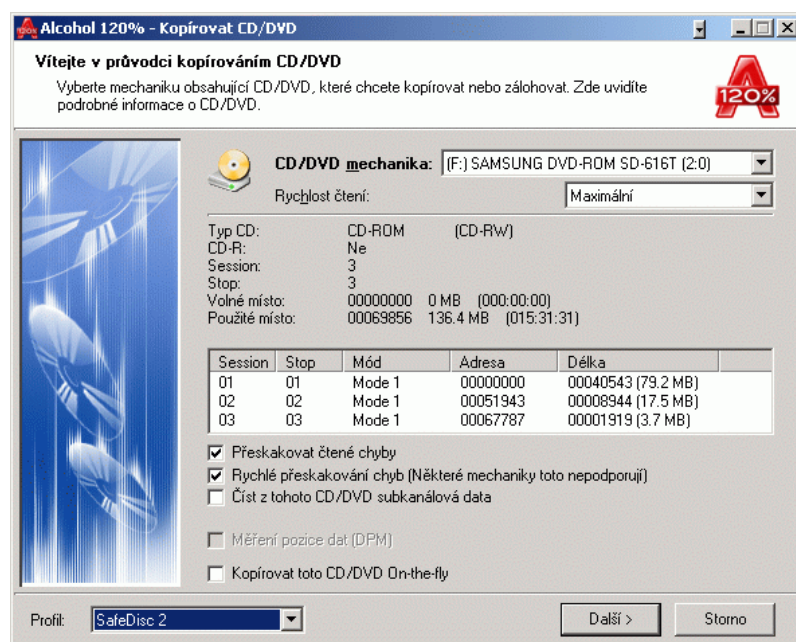 Alcohol 120% - Kopírovat CD/DVD
Vítejte v průvodci kopírováním CD/DVD
Vyberte mechaniku obsahující CD/DVD, které chcete kopírovat nebo zálohovat. Zde uvidíte
podrobné informace o CD/DVD.
120%
CD/DVD mechanika: (F:) SAMSUNG DVD-ROM SD-616T (2:0)
Rychlost čtení: Maximální
Typ CD: CD-ROM (CD-RW)
CD-R: Ne
Session: 3
Stop: 3
Volné místo: 00000000 0 MB (000:00:00)
Použité místo: 00069856 136.4 MB (015:31:31)
Session Stop Mód Adresa Délka
01 01 Mode 1 00000000 00040543 (79.2 MB)
02 02 Mode 1 00051943 00008944 (17.5 MB)
03 03 Mode 1 00067787 00001919 (3.7 MB)
Přeskakovat čtené chyby
Rychlé přeskakování chyb (Některé mechaniky toto nepodporují)
Číst z tohoto CD/DVD subkanálová data
Měření pozice dat (DPM)
Kopírovat toto CD/DVD On-the-fly
Profil: SafeDisc 2 Další > Storno